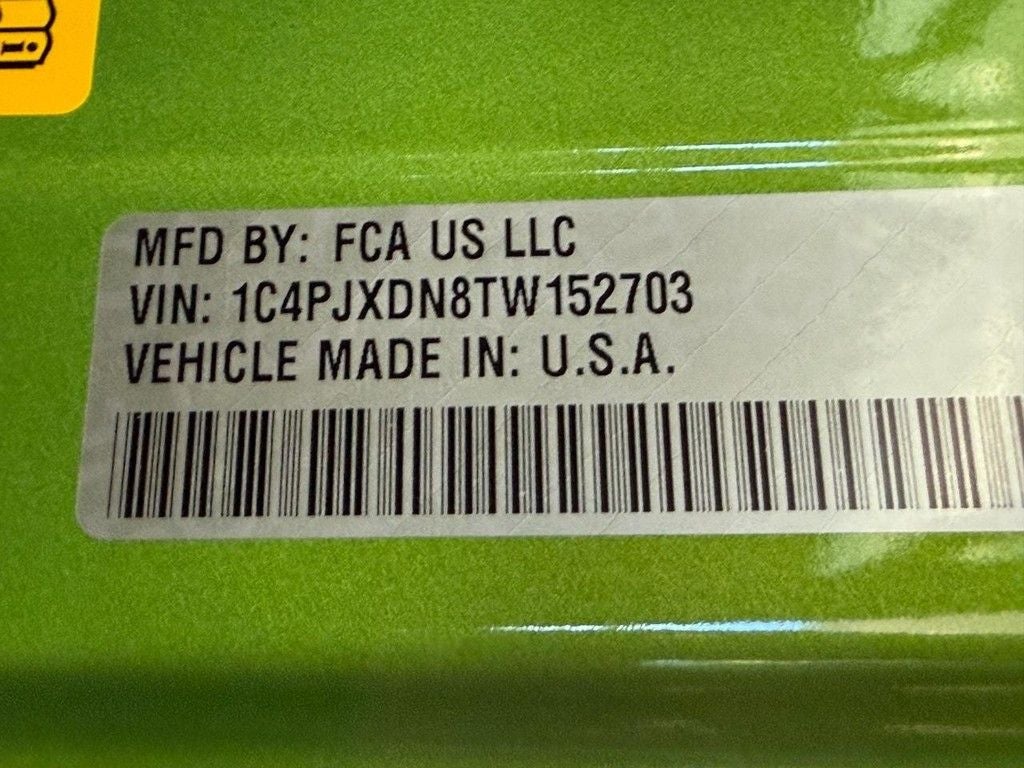 MFD BY: FCA US LLC
VIN: 1C4PJXDN8TW152703
VEHICLE MADE IN: U.S.A.